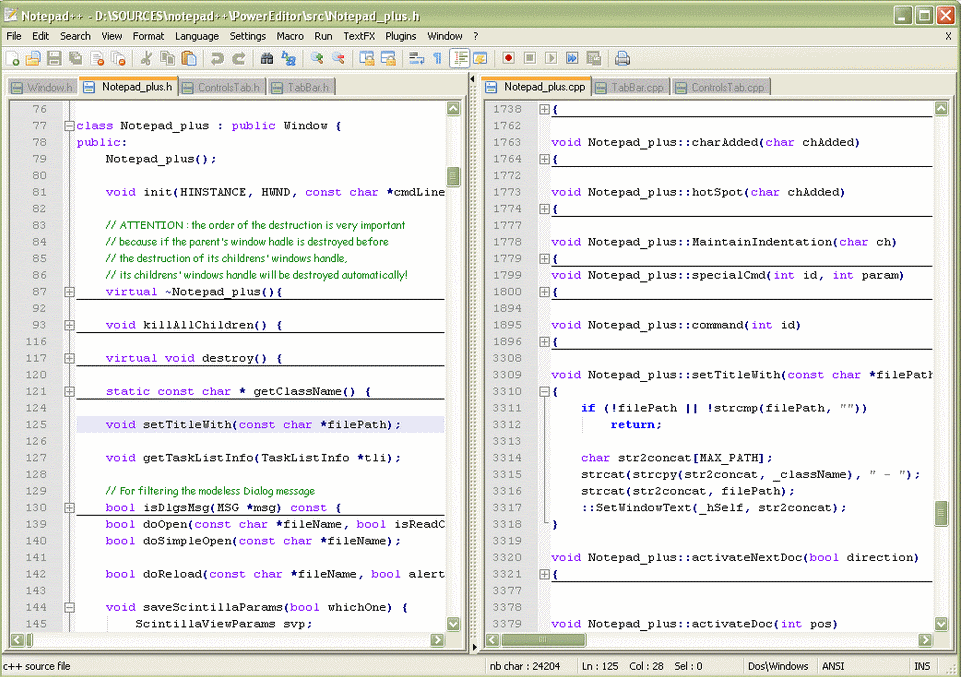 Notepad++ - D:\SOURCES\notepad++\PowerEditor\src\Notepad_plus.h
File Edit Search View Format Language Settings Macro Run TextFX Plugins Window ? X
Window.h Notepad_plus.h ControlsTab.h TabBar.h
76
77 class Notepad_plus : public Window {
78 public:
79 Notepad_plus();
80
81 void init(HINSTANCE, HWND, const char *cmdLine
82
83 // ATTENTION : the order of the destruction is very important
84 // because if the parent's window hadle is destroyed before
85 // the destruction of its childrens' windows handle,
86 // its childrens' windows handle will be destroyed automatically!
87 virtual ~Notepad_plus(){
92
93 void killAllChildren() {
116
117 virtual void destroy() {
120
121 static const char * getClassName() {
124
125 void setTitleWith(const char *filePath);
126
127 void getTaskListInfo(TaskListInfo *tli);
128
129 // For filtering the modeless Dialog message
130 bool isDlgsMsg(MSG *msg) const {
139 bool doOpen(const char *fileName, bool isReadO
140 bool doSimpleOpen(const char *fileName);
141
142 bool doReload(const char *fileName, bool alert
143
144 void saveScintillaParams(bool whichOne) {
145 ScintillaViewParams svp;
Notepad_plus.cpp TabBar.cpp ControlsTab.cpp
1738 {
1762
1763 void Notepad_plus::charAdded(char chAdded)
1764 {
1772
1773 void Notepad_plus::hotSpot(char chAdded)
1774 {
1777
1778 void Notepad_plus::MaintainIndentation(char ch)
1779 {
1799 void Notepad_plus::specialCmd(int id, int param)
1800 {
1894
1895 void Notepad_plus::command(int id)
1896 {
3308
3309 void Notepad_plus::setTitleWith(const char *filePath
3310 {
3311 if (!filePath || !strcmp(filePath, ""))
3312 return;
3313
3314 char str2concat[MAX_PATH];
3315 strcat(strcpy(str2concat, _className), " - ");
3316 strcat(str2concat, filePath);
3317 ::SetWindowText(_hSelf, str2concat);
3318 }
3319
3320 void Notepad_plus::activateNextDoc(bool direction)
3321 {
3377
3378
3379 void Notepad_plus::activateDoc(int pos)
c++ source file nb char : 24204 Ln : 125 Col : 28 Sel : 0 Dos\Windows ANSI INS